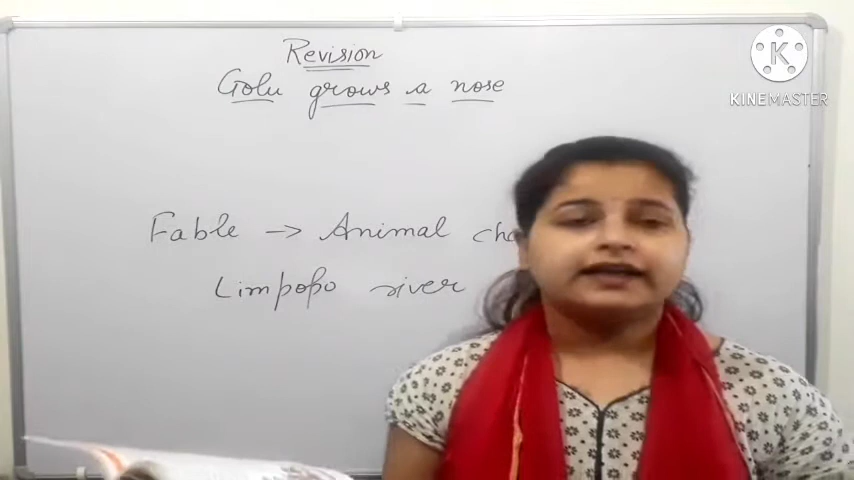 Revision
Golu grows a nose
Fable → Animal
Limpopo river
K
KINEMASTER